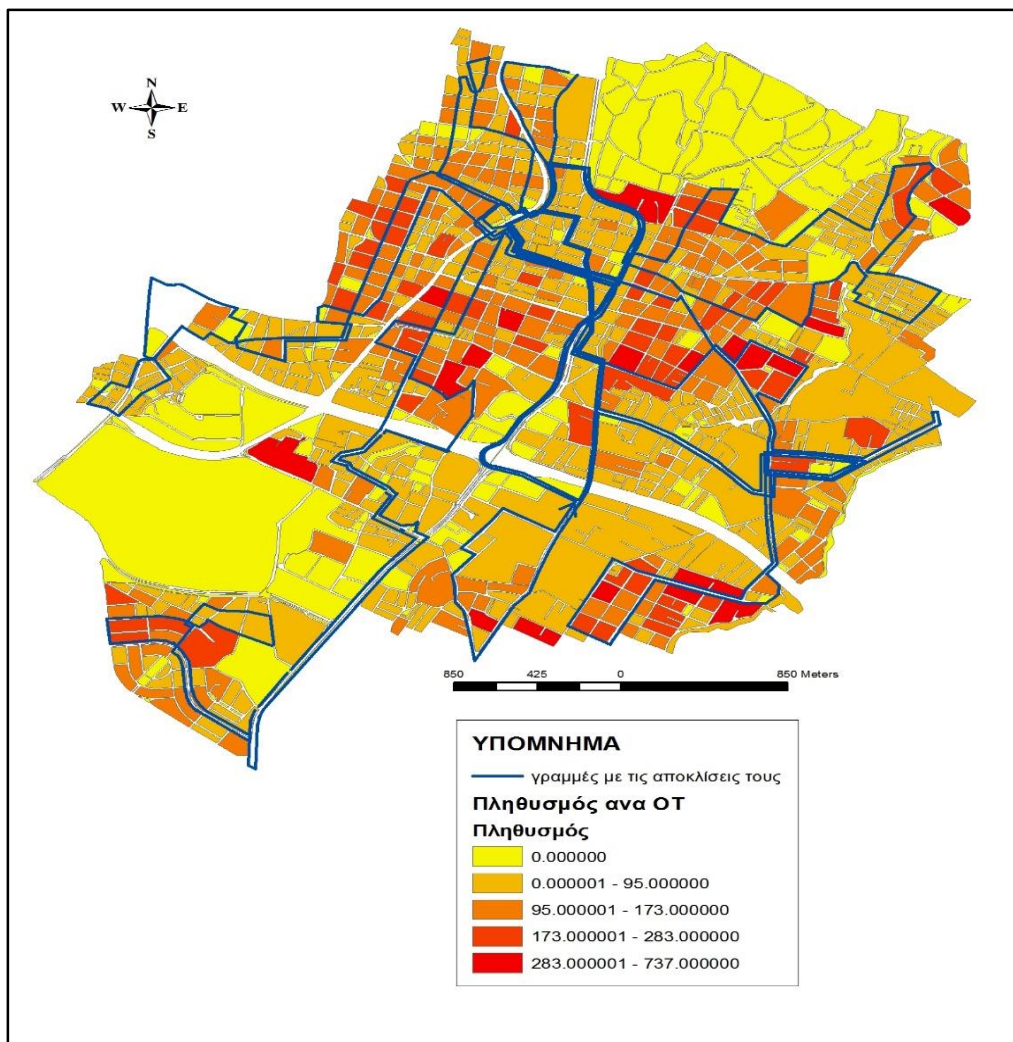 N
W E
S
850 425 0 850 Meters
ΥΠΟΜΝΗΜΑ
γραμμές με τις αποκλίσεις τους
Πληθυσμός ανα ΟΤ
Πληθυσμός
0.000000
0.000001 - 95.000000
95.000001 - 173.000000
173.000001 - 283.000000
283.000001 - 737.000000